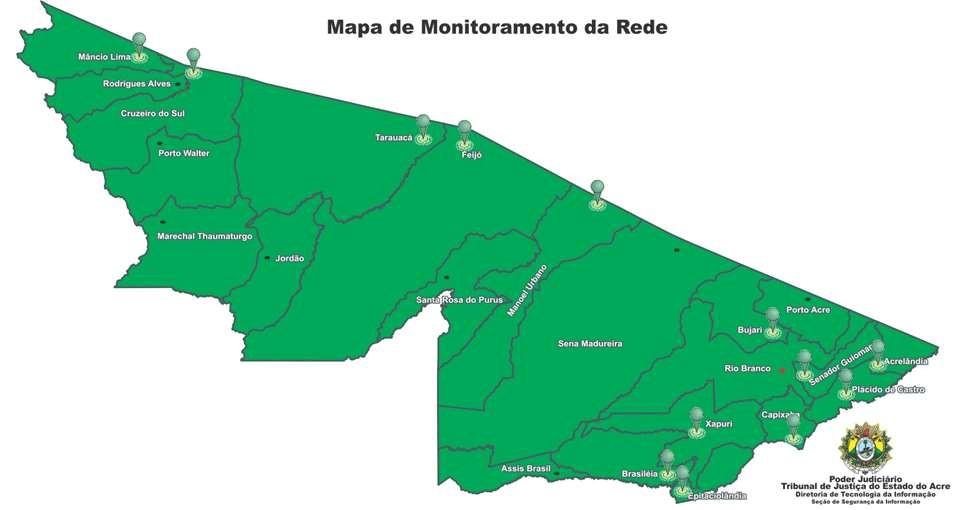 Mapa de Monitoramento da Rede
Mâncio Lima
Rodrigues Alves
Cruzeiro do Sul
Tarauacá
Feijó
Porto Walter
Marechal Thaumaturgo
Jordão
Santa Rosa do Purus
Manoel Urbano
Sena Madureira
Porto Acre
Bujari
Rio Branco
Senador Guiomar
Acrelândia
Plácido de Castro
Capixaba
Xapuri
Assis Brasil
Brasiléia
Epitaciolândia
Poder Judiciário
Tribunal de Justiça do Estado do Acre
Diretoria de Tecnologia da Informação
Seção de Segurança da Informação